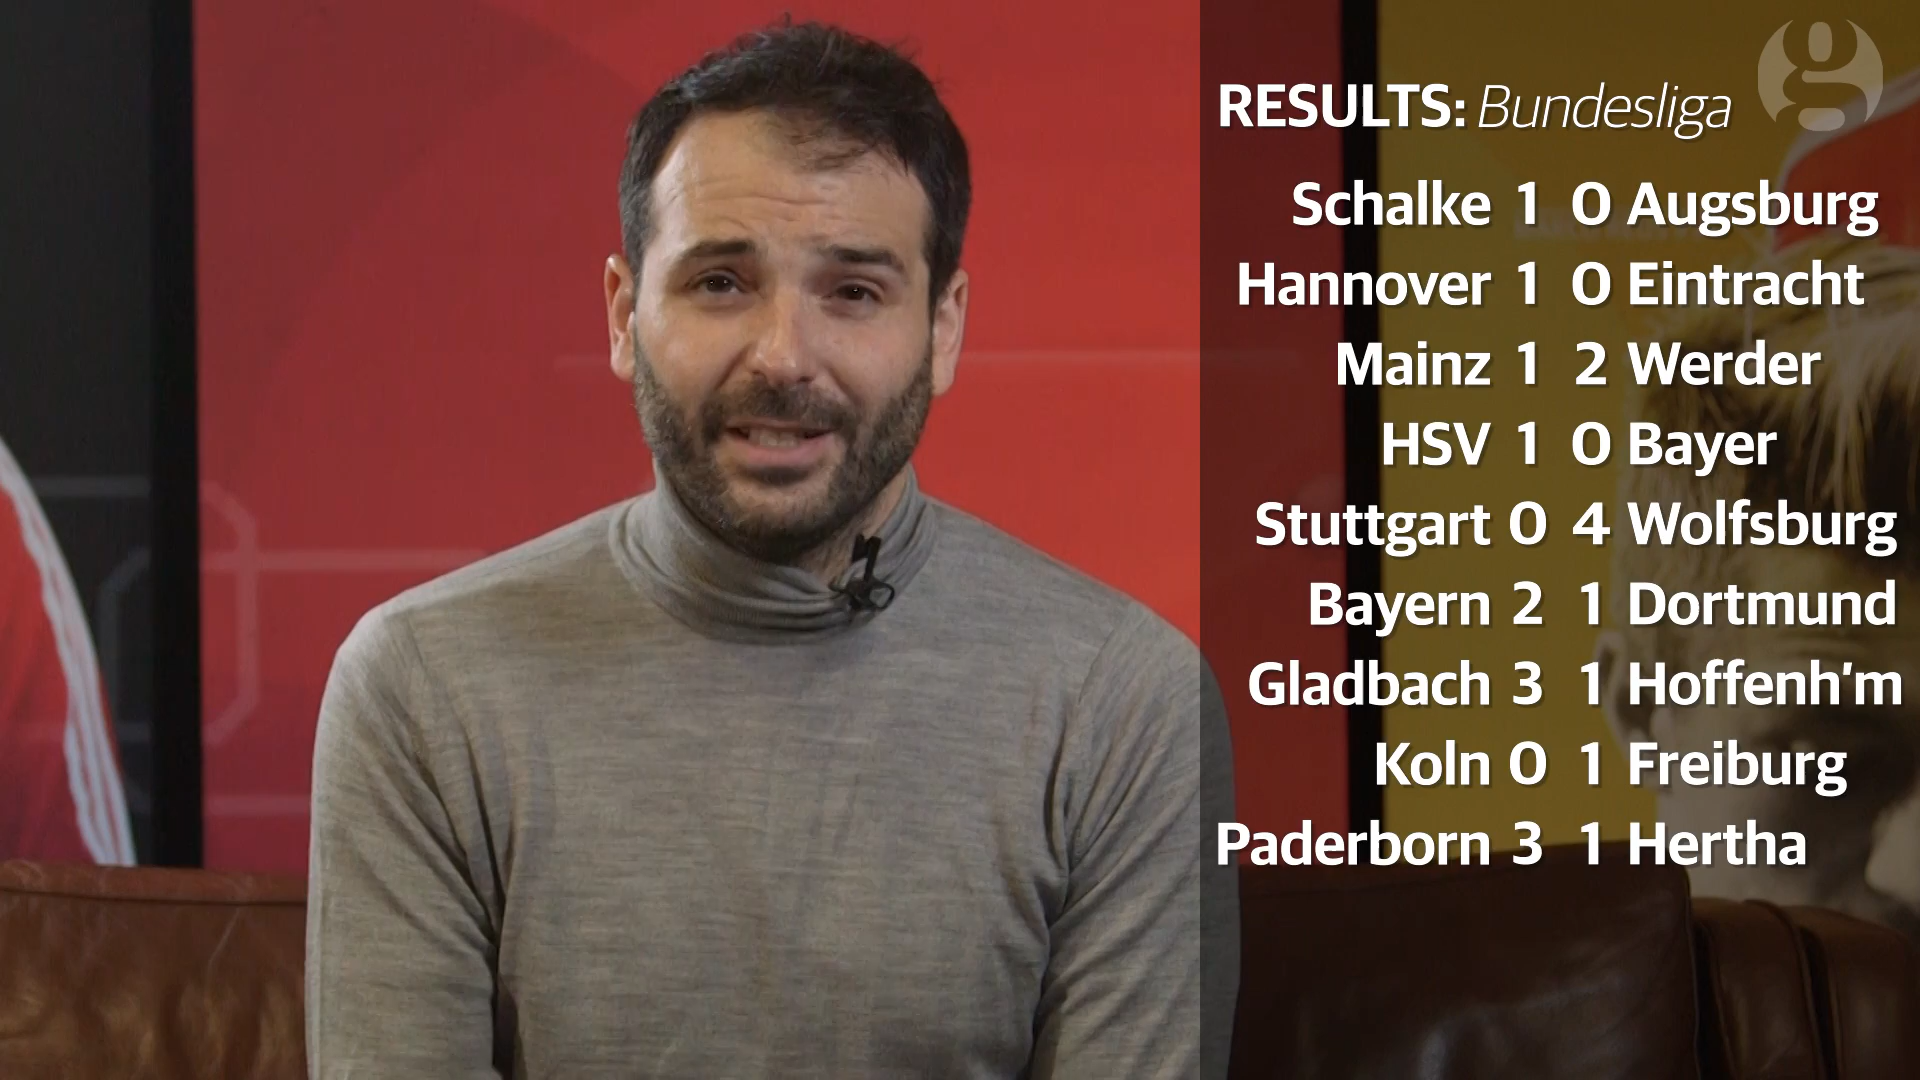 RESULTS: Bundesliga
Schalke 1 0 Augsburg
Hannover 1 0 Eintracht
Mainz 1 2 Werder
HSV 1 0 Bayer
Stuttgart 0 4 Wolfsburg
Bayern 2 1 Dortmund
Gladbach 3 1 Hoffenh'm
Koln 0 1 Freiburg
Paderborn 3 1 Hertha